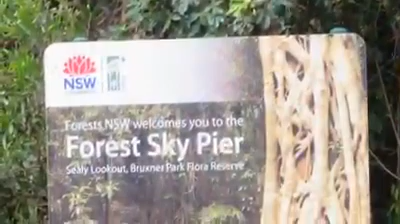 NSW
Forests NSW welcomes you to the
Forest Sky Pier
Sealy Lookout, Bruxner Park Flora Reserve